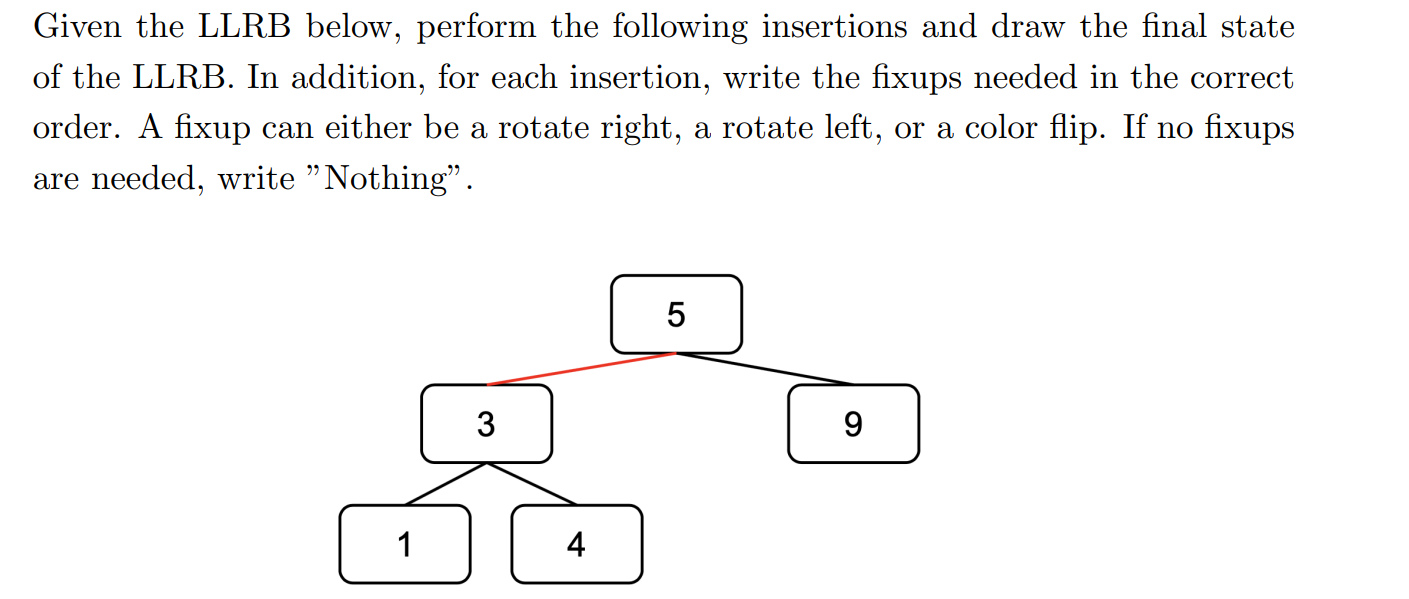 Given the LLRB below, perform the following insertions and draw the final state
of the LLRB. In addition, for each insertion, write the fixups needed in the correct
order. A fixup can either be a rotate right, a rotate left, or a color flip. If no fixups
are needed, write ”Nothing”.
5
3 9
1 4